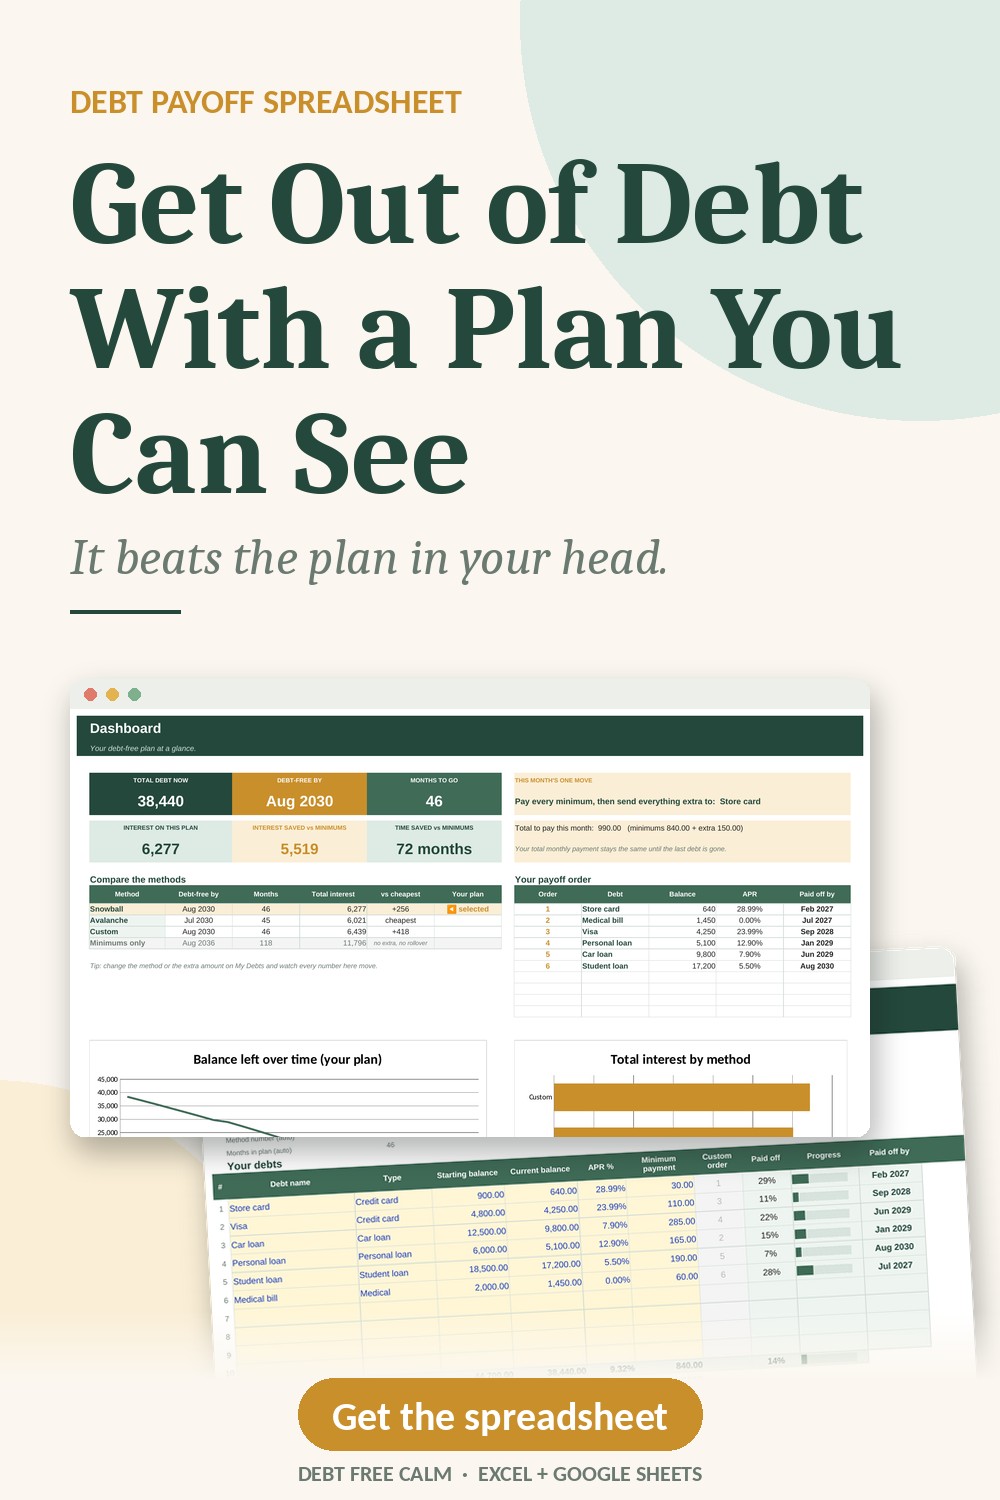 DEBT PAYOFF SPREADSHEET
Get Out of Debt
With a Plan You
Can See
It beats the plan in your head.
Dashboard
Your debt-free plan at a glance.
TOTAL DEBT NOW DEBT-FREE BY MONTHS TO GO
38,440 Aug 2030 46
INTEREST ON THIS PLAN INTEREST SAVED vs MINIMUMS TIME SAVED vs MINIMUMS
6,277 5,519 72 months
THIS MONTH'S ONE MOVE
Pay every minimum, then send everything extra to: Store card
Total to pay this month: 990.00 (minimums 840.00 + extra 150.00)
Your total monthly payment stays the same until the last debt is gone.
Compare the methods
Method Debt-free by Months Total interest vs cheapest Your plan
Snowball Aug 2030 46 6,277 +256 ◀ selected
Avalanche Jul 2030 45 6,021 cheapest
Custom Aug 2030 46 6,439 +418
Minimums only Aug 2036 118 11,796 no extra, no rollover
Tip: change the method or the extra amount on My Debts and watch every number here move.
Your payoff order
Order Debt Balance APR Paid off by
1 Store card 640 28.99% Feb 2027
2 Medical bill 1,450 0.00% Jul 2027
3 Visa 4,250 23.99% Sep 2028
4 Personal loan 5,100 12.90% Jan 2029
5 Car loan 9,800 7.90% Jun 2029
6 Student loan 17,200 5.50% Aug 2030
Balance left over time (your plan)
45,000
40,000
35,000
30,000
25,000
Total interest by method
Custom
Method number (auto)
Months in plan (auto) 46
Your debts
# Debt name Type Starting balance Current balance APR % Minimum payment Custom order Paid off Progress Paid off by
1 Store card Credit card 900.00 640.00 28.99% 30.00 1 29% Feb 2027
2 Visa Credit card 4,800.00 4,250.00 23.99% 110.00 3 11% Sep 2028
3 Car loan Car loan 12,500.00 9,800.00 7.90% 285.00 4 22% Jun 2029
4 Personal loan Personal loan 6,000.00 5,100.00 12.90% 165.00 2 15% Jan 2029
5 Student loan Student loan 18,500.00 17,200.00 5.50% 190.00 5 7% Aug 2030
6 Medical bill Medical 2,000.00 1,450.00 0.00% 60.00 6 28% Jul 2027
7
8
9
38,440.00 9.32% 840.00 14%
Get the spreadsheet
DEBT FREE CALM · EXCEL + GOOGLE SHEETS